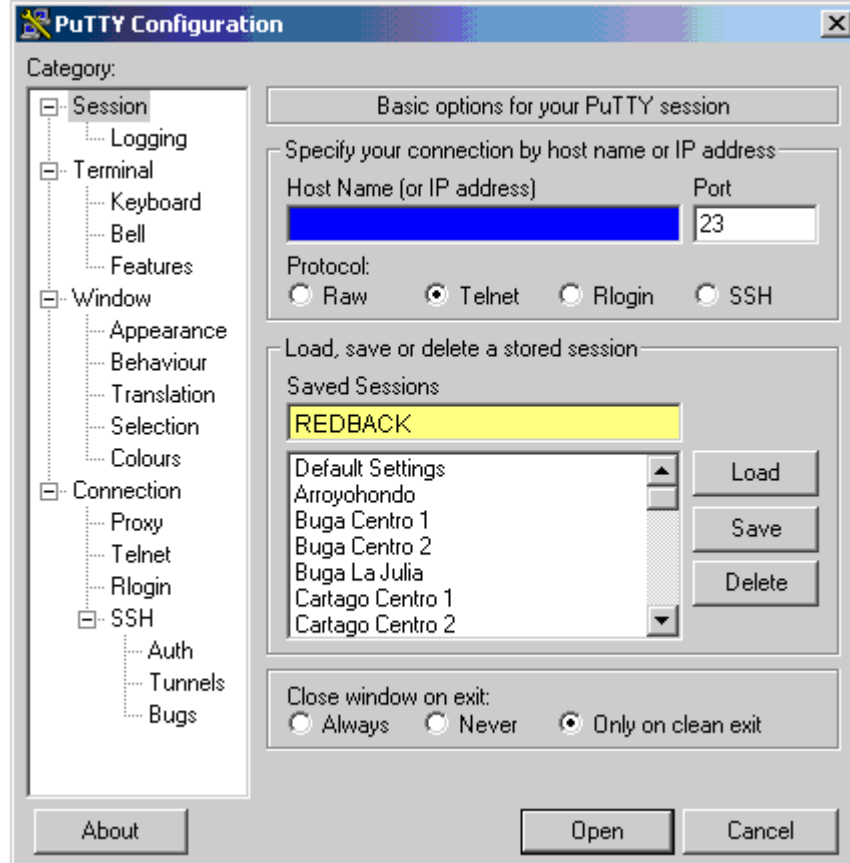 PuTTY Configuration
Category:
Session
Logging
Terminal
Keyboard
Bell
Features
Window
Appearance
Behaviour
Translation
Selection
Colours
Connection
Proxy
Telnet
Rlogin
SSH
Auth
Tunnels
Bugs
Basic options for your PuTTY session
Specify your connection by host name or IP address
Host Name (or IP address) Port
23
Protocol:
Raw Telnet Rlogin SSH
Load, save or delete a stored session
Saved Sessions
REDBACK
Default Settings
Arroyohondo
Buga Centro 1
Buga Centro 2
Buga La Julia
Cartago Centro 1
Cartago Centro 2
Load
Save
Delete
Close window on exit:
Always Never Only on clean exit
About Open Cancel